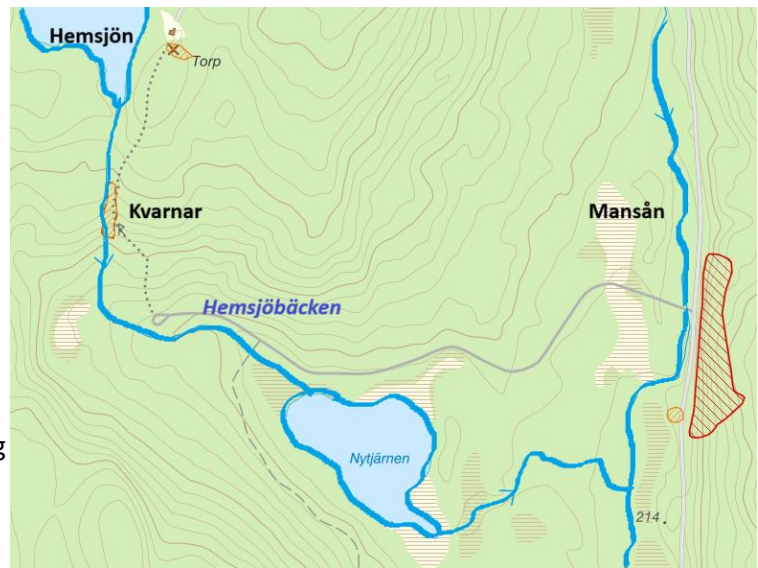 Hemsjön
Torp
Kvarnar
Mansån
Hemsjöbäcken
Nytjärnen
214.